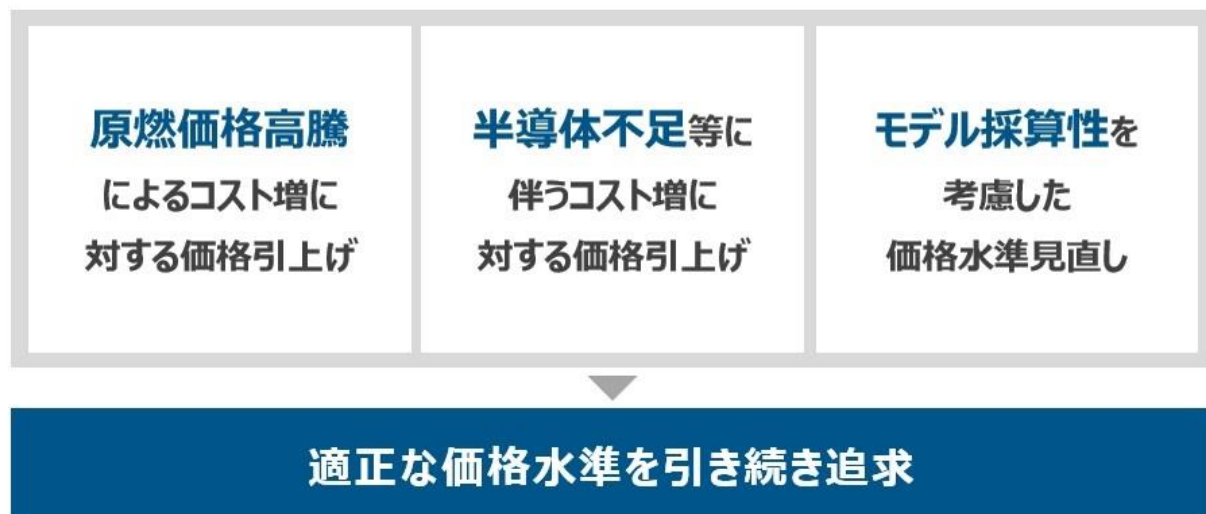 原燃価格高騰
によるコスト増に
対する価格引上げ
半導体不足等に
伴うコスト増に
対する価格引上げ
モデル採算性を
考慮した
価格水準見直し
適正な価格水準を引き続き追求